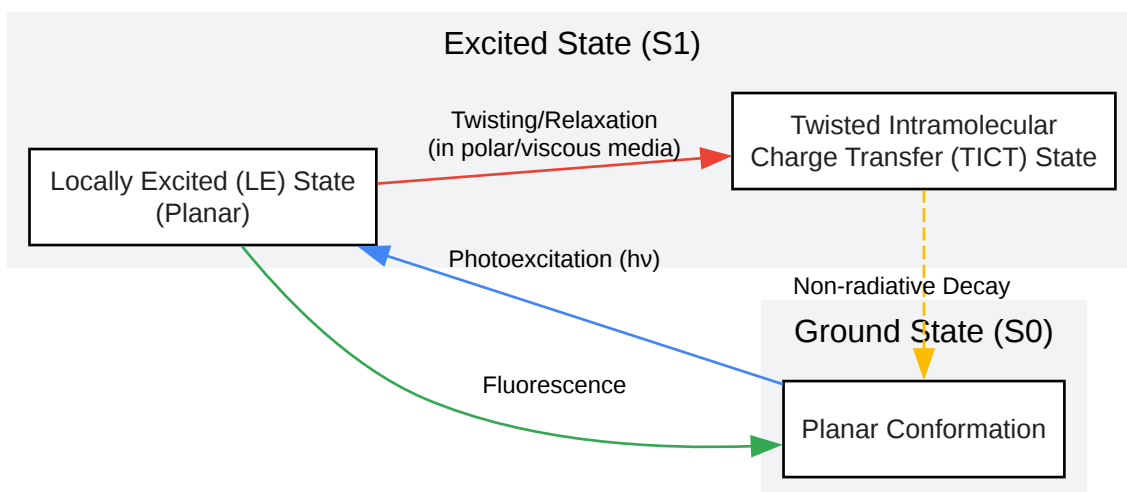 Excited State (S1)
Twisting/Relaxation
(in polar/viscous media)
Twisted Intramolecular
Charge Transfer (TICT) State
Locally Excited (LE) State
(Planar)
Photoexcitation (hν)
Non-radiative Decay
Ground State (S0)
Fluorescence
Planar Conformation